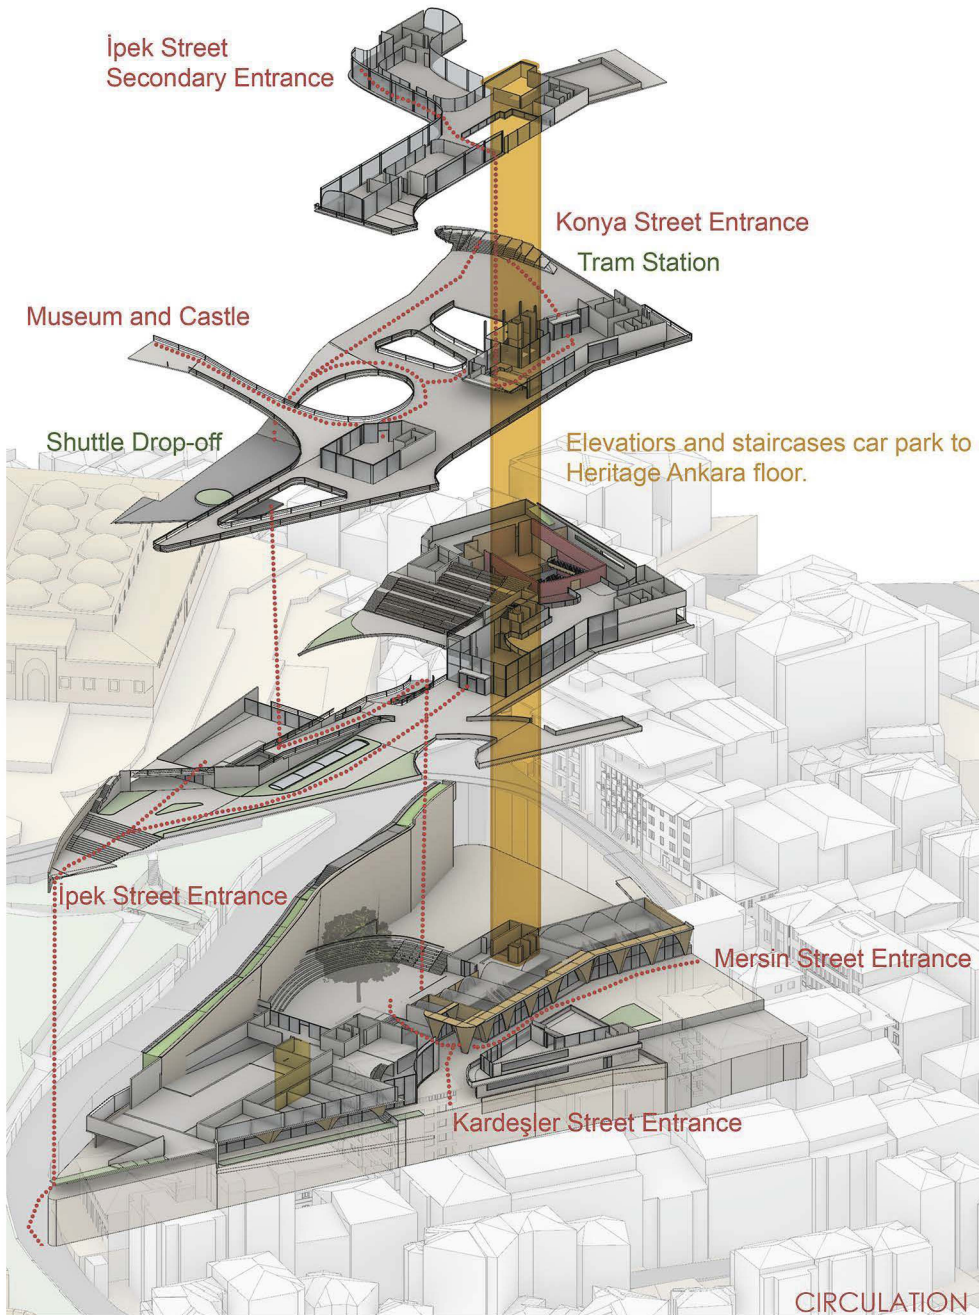 İpek Street
Secondary Entrance
Konya Street Entrance
Tram Station
Museum and Castle
Shuttle Drop-off
Elevatiors and staircases car park to
Heritage Ankara floor.
İpek Street Entrance
Mersin Street Entrance
Kardeşler Street Entrance
CIRCULATION